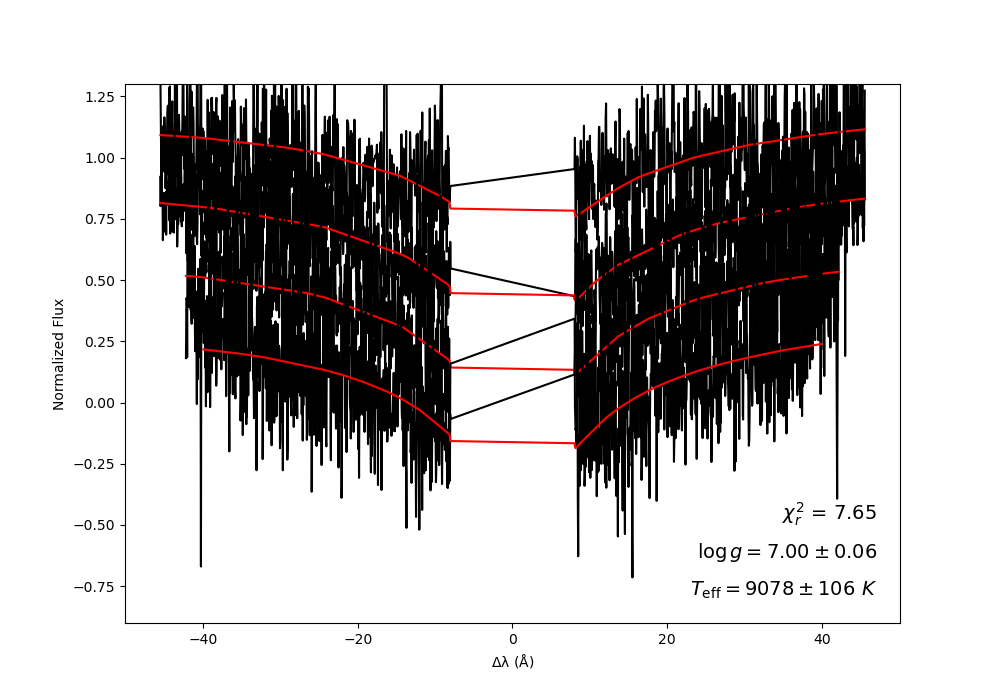 Normalized Flux
1.25
1.00
0.75
0.50
0.25
0.00
−0.25
−0.50
−0.75
χ²ᵣ = 7.65
log g = 7.00 ± 0.06
T_eff = 9078 ± 106 K
−40
−20
0
20
40
Δλ (Å)